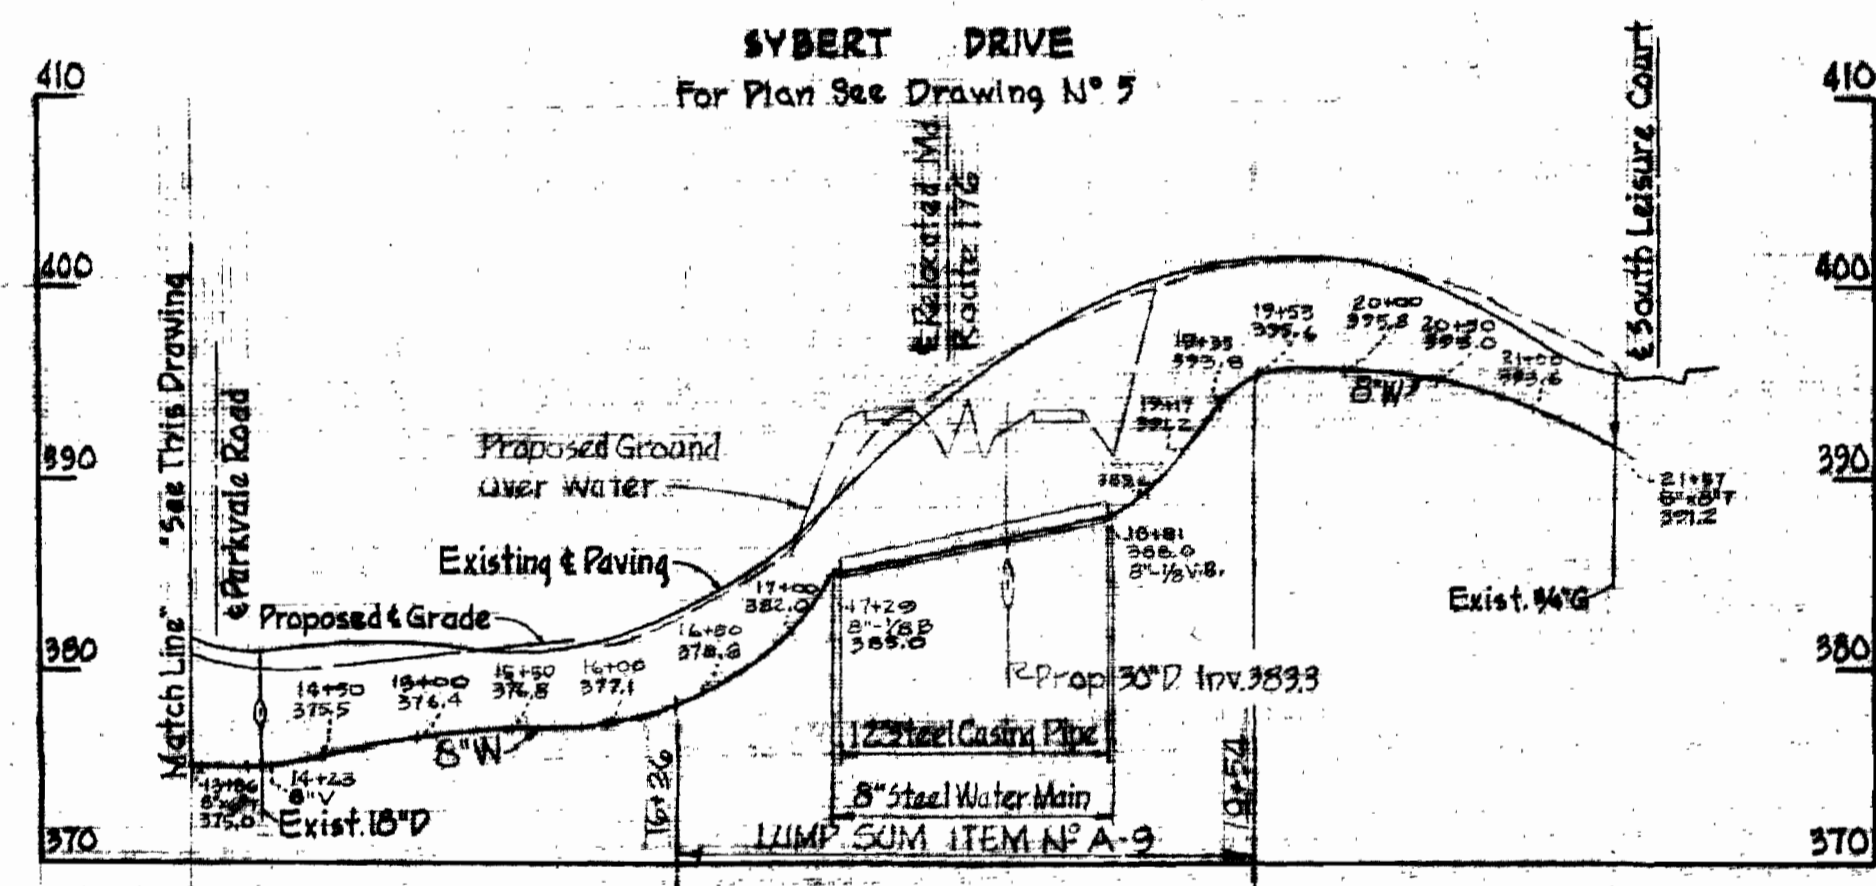 SYBERT DRIVE
For Plan See Drawing Nº 5
410
410
400
400
390
390
380
380
370
370
Match Line "See This Drawing"
℄ Parkvale Road
℄ Relocated Md.
Route 176
℄ South Leisure Court
Proposed Ground
Over Water
Existing ℄ Paving
Proposed ℄ Grade
14+50
375.5
15+00
376.4
15+50
376.8
16+00
377.1
16+50
378.8
17+00
382.0
17+29
8"-1/8 B
385.0
18+81
388.0
8"-1/8 V.B.
19+17
391.2
19+35
393.8
19+53
395.6
20+00
395.8
20+50
395.0
21+00
393.6
21+57
391.2
8"W
8"W
14+23
8"V
375.0
Exist. 18"D
Exist. 3/4"G
Prop 30"D Inv. 383.3
12" Steel Casing Pipe
8" Steel Water Main
LUMP SUM ITEM Nº A-9
16+36
19+54